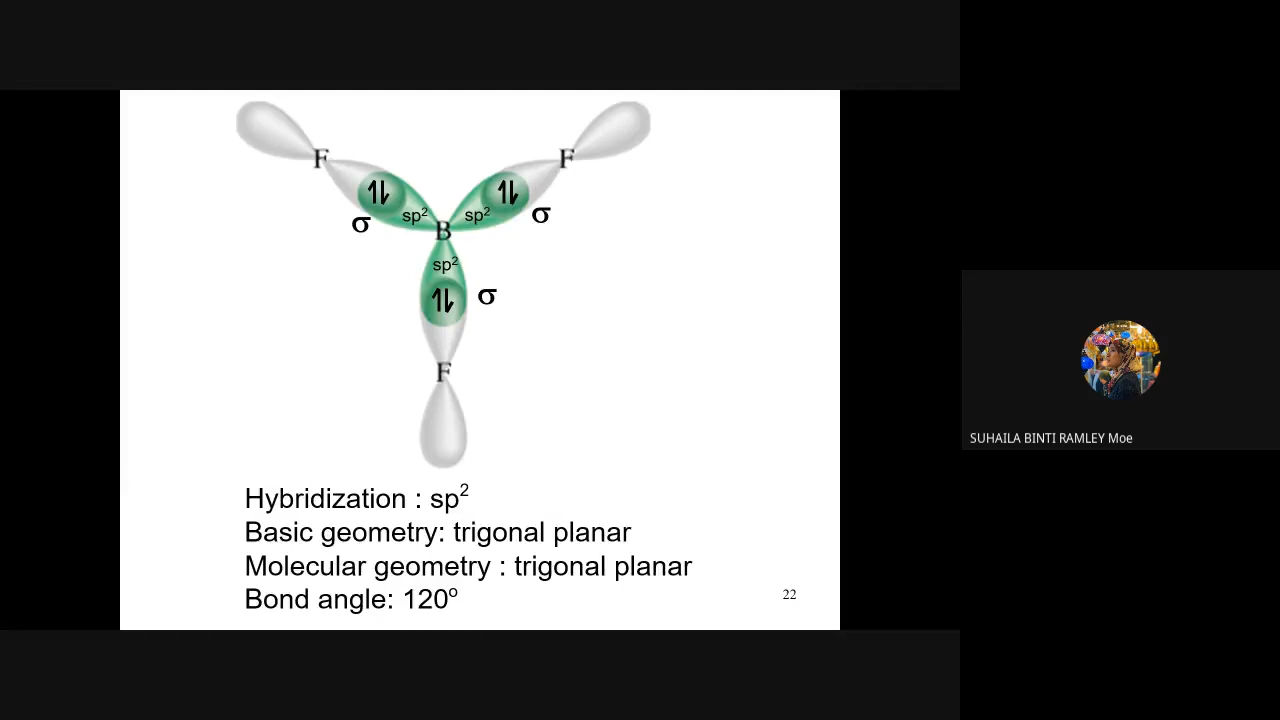 F
F
⥮
⥮
σ
sp²
sp²
σ
B
sp²
⥮
σ
F
Hybridization : sp²
Basic geometry: trigonal planar
Molecular geometry : trigonal planar
Bond angle: 120º
22
SUHAILA BINTI RAMLEY Moe